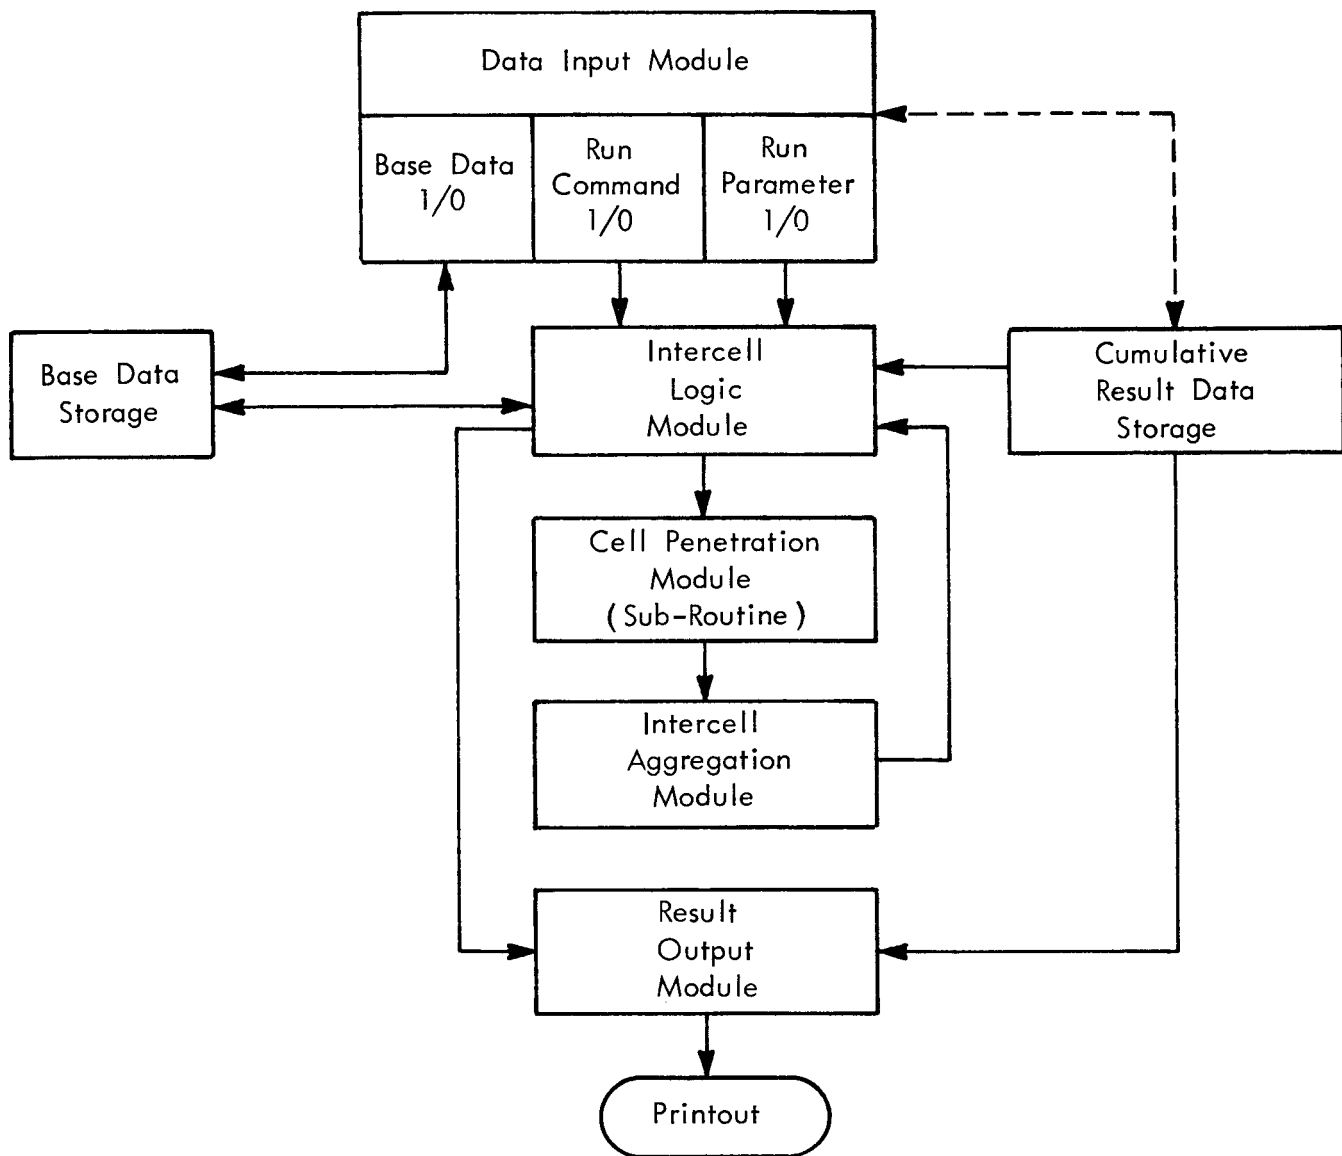 Data Input Module
Base Data
1/0
Run
Command
1/0
Run
Parameter
1/0
Base Data
Storage
Intercell
Logic
Module
Cumulative
Result Data
Storage
Cell Penetration
Module
(Sub-Routine)
Intercell
Aggregation
Module
Result
Output
Module
Printout